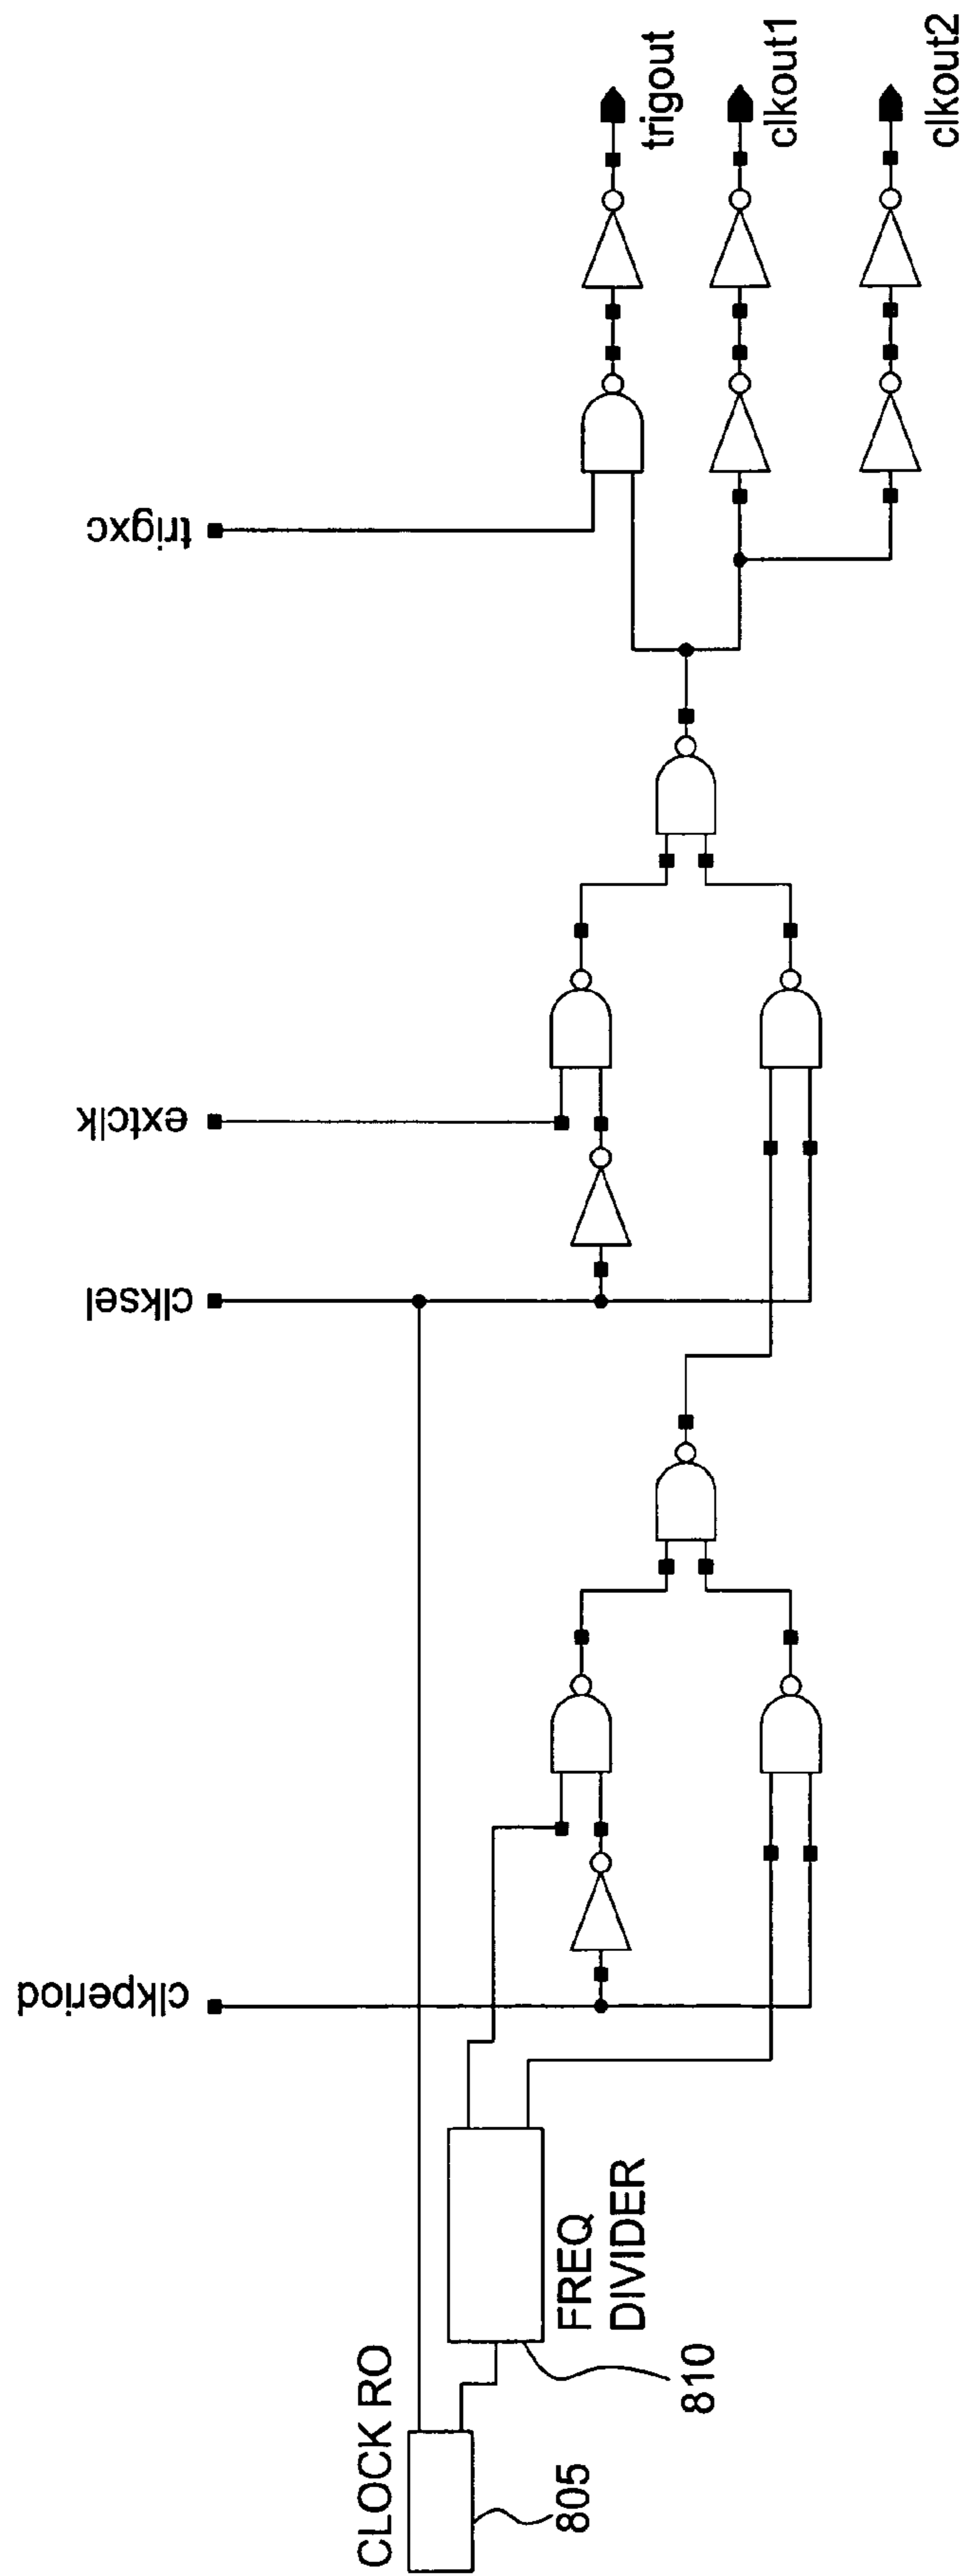 trigout
clkout1
clkout2
trigxc
extclk
clksel
clkperiod
FREQ
DIVIDER
810
CLOCK RO
805